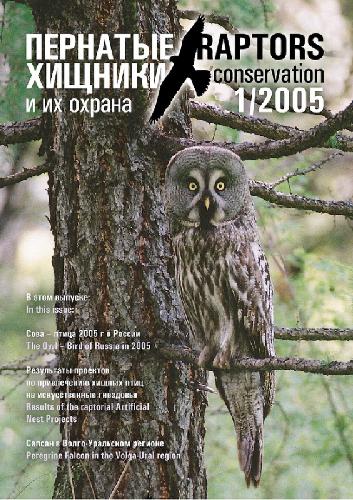 ПЕРНАТЫЕ
ХИЩНИКИ
и их охрана
RAPTORS
conservation
1/2005
В этом выпуске:
In this issue:
Сова – птица 2005 г в России
The Owl – Bird of Russia in 2005
Результаты проектов
по привлечению хищных птиц
на искусственные гнездовья
Results of the raptorial Artificial
Nest Projects
Сапсан в Волго-Уральском регионе
Peregrine Falcon in the Volga-Ural region